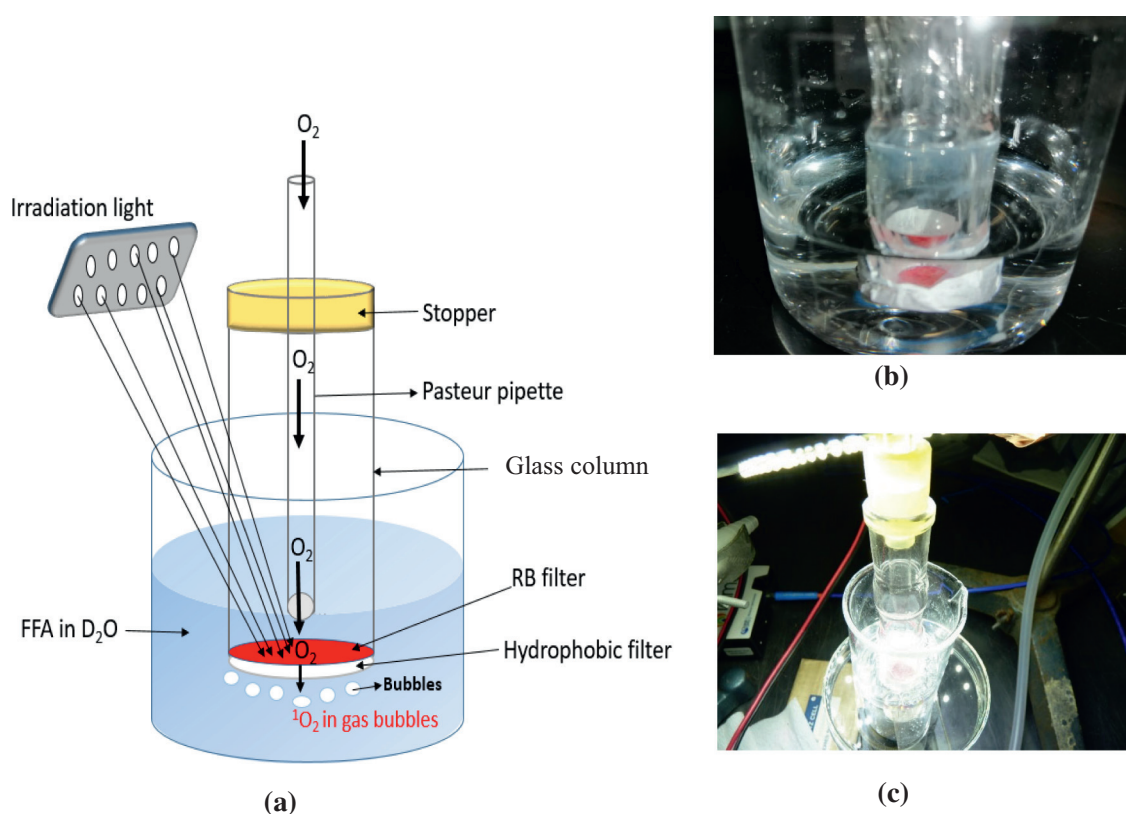 O₂
Irradiation light
Stopper
O₂
Pasteur pipette
Glass column
O₂
RB filter
FFA in D₂O
O₂
Hydrophobic filter
Bubbles
¹O₂ in gas bubbles
(a)
(b)
(c)